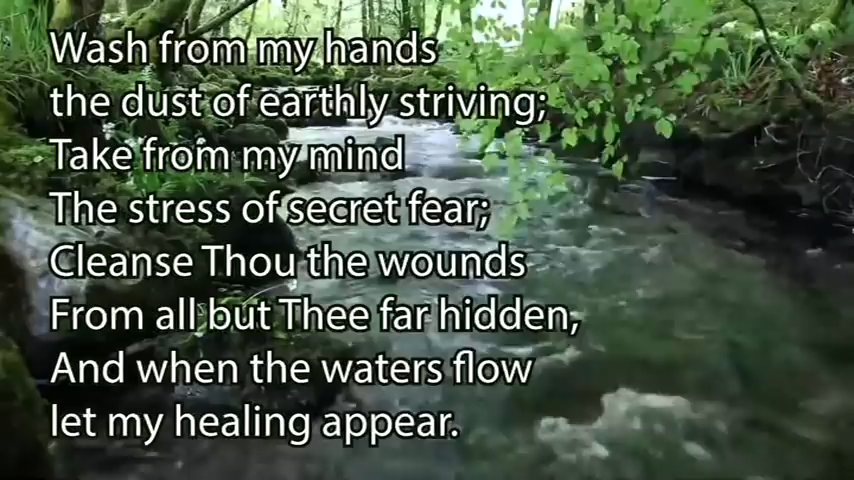 Wash from my hands
the dust of earthly striving;
Take from my mind
The stress of secret fear;
Cleanse Thou the wounds
From all but Thee far hidden,
And when the waters flow
let my healing appear.